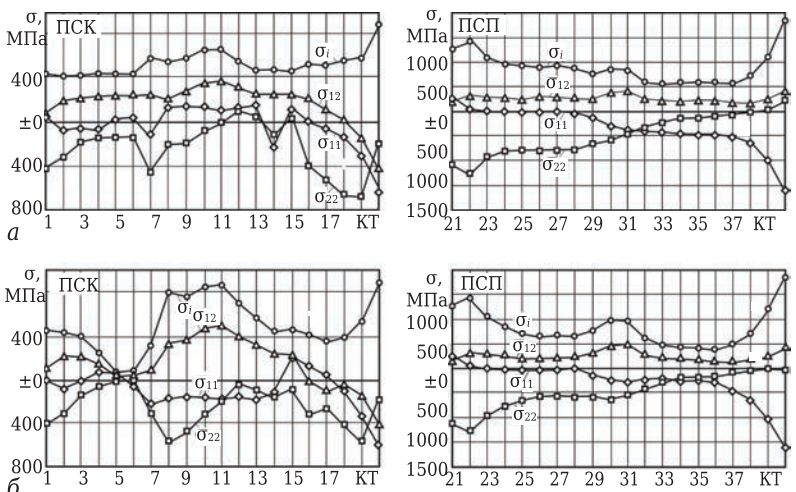 σ, МПа ПСК
400
±0
400
800
σi
σ12
σ11
σ22
1 3 5 7 9 11 13 15 17 КТ
а
σ, МПа ПСП
1000
500
±0
500
1000
1500
σi
σ12
σ11
σ22
21 23 25 27 29 31 33 35 37 КТ
σ, МПа ПСК
400
±0
400
800
σi
σ12
σ11
σ22
1 3 5 7 9 11 13 15 17 КТ
б
σ, МПа ПСП
1000
500
±0
500
1000
1500
σi
σ12
σ11
σ22
21 23 25 27 29 31 33 35 37 КТ